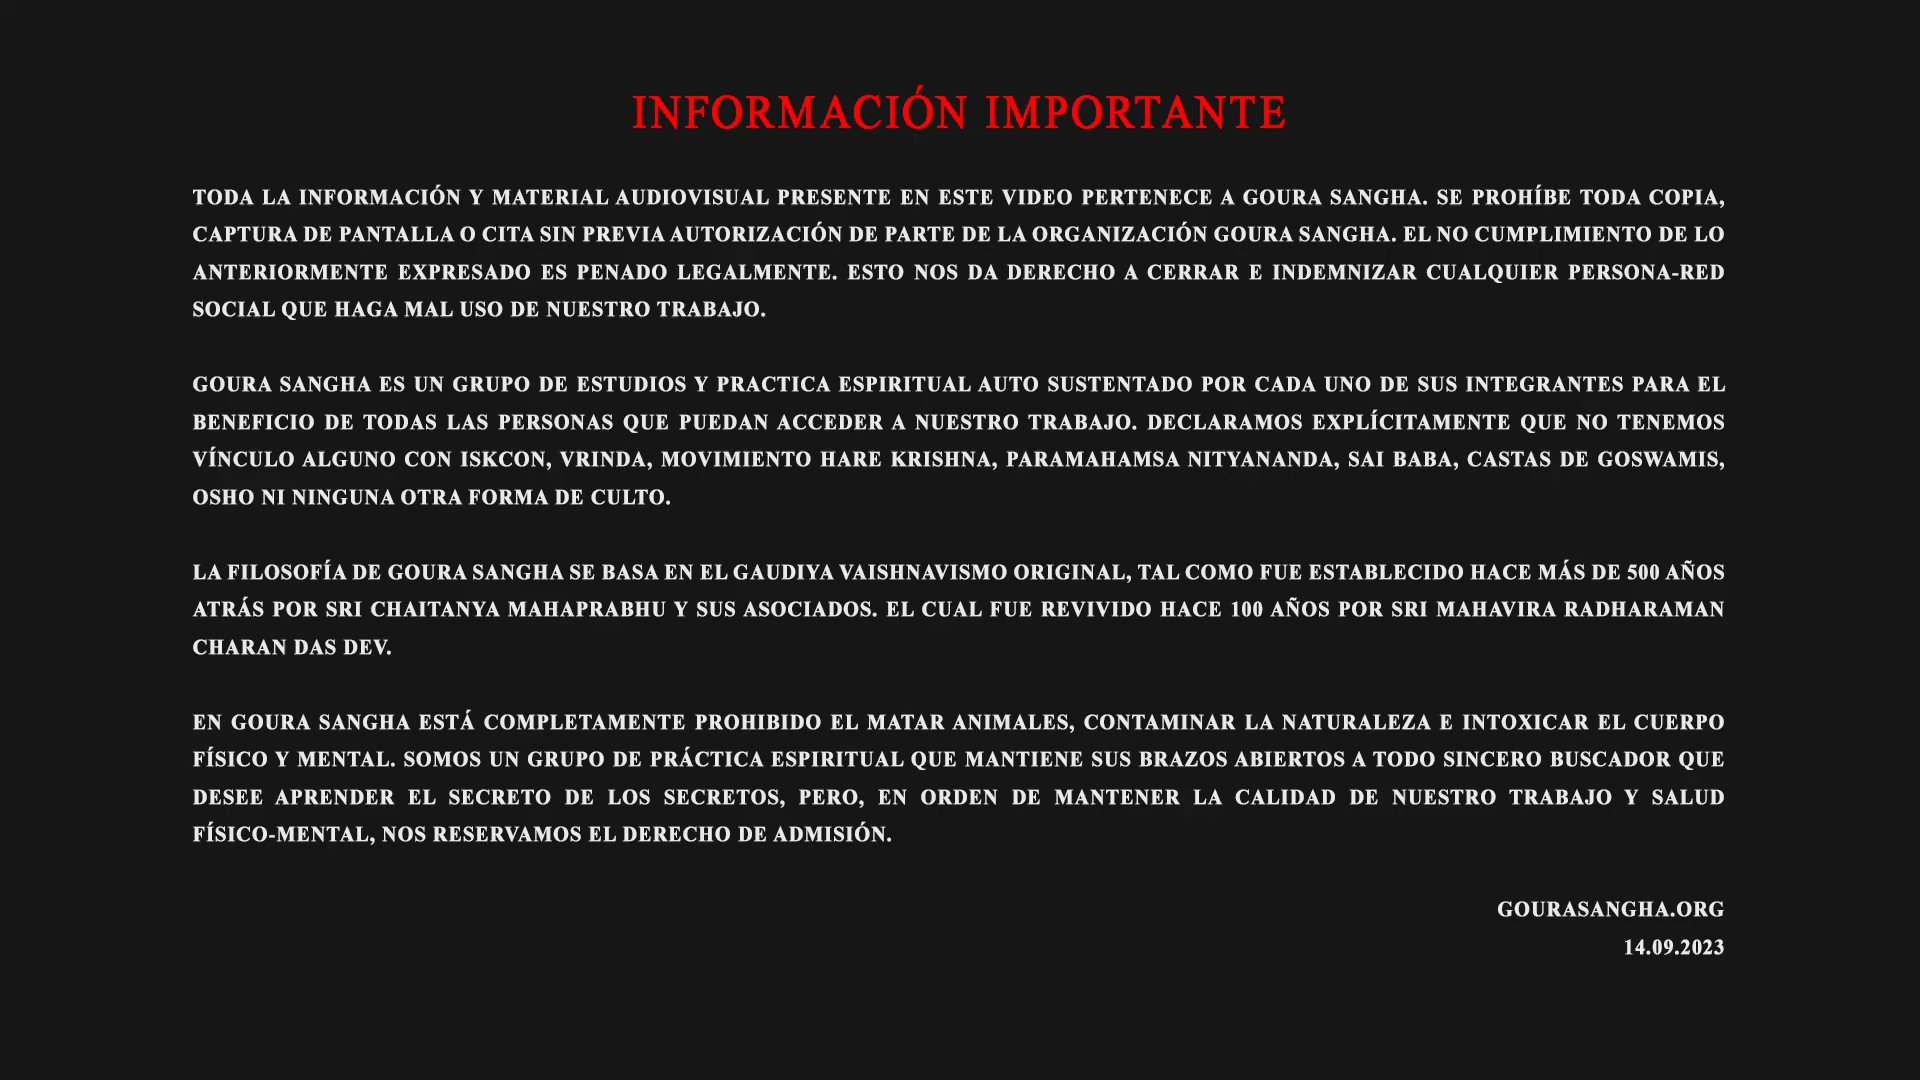 INFORMACIÓN IMPORTANTE
TODA LA INFORMACIÓN Y MATERIAL AUDIOVISUAL PRESENTE EN ESTE VIDEO PERTENECE A GOURA SANGHA. SE PROHÍBE TODA COPIA,
CAPTURA DE PANTALLA O CITA SIN PREVIA AUTORIZACIÓN DE PARTE DE LA ORGANIZACIÓN GOURA SANGHA. EL NO CUMPLIMIENTO DE LO
ANTERIORMENTE EXPRESADO ES PENADO LEGALMENTE. ESTO NOS DA DERECHO A CERRAR E INDEMNIZAR CUALQUIER PERSONA-RED
SOCIAL QUE HAGA MAL USO DE NUESTRO TRABAJO.
GOURA SANGHA ES UN GRUPO DE ESTUDIOS Y PRACTICA ESPIRITUAL AUTO SUSTENTADO POR CADA UNO DE SUS INTEGRANTES PARA EL
BENEFICIO DE TODAS LAS PERSONAS QUE PUEDAN ACCEDER A NUESTRO TRABAJO. DECLARAMOS EXPLÍCITAMENTE QUE NO TENEMOS
VÍNCULO ALGUNO CON ISKCON, VRINDA, MOVIMIENTO HARE KRISHNA, PARAMAHAMSA NITYANANDA, SAI BABA, CASTAS DE GOSWAMIS,
OSHO NI NINGUNA OTRA FORMA DE CULTO.
LA FILOSOFÍA DE GOURA SANGHA SE BASA EN EL GAUDIYA VAISHNAVISMO ORIGINAL, TAL COMO FUE ESTABLECIDO HACE MÁS DE 500 AÑOS
ATRÁS POR SRI CHAITANYA MAHAPRABHU Y SUS ASOCIADOS. EL CUAL FUE REVIVIDO HACE 100 AÑOS POR SRI MAHAVIRA RADHARAMAN
CHARAN DAS DEV.
EN GOURA SANGHA ESTÁ COMPLETAMENTE PROHIBIDO EL MATAR ANIMALES, CONTAMINAR LA NATURALEZA E INTOXICAR EL CUERPO
FÍSICO Y MENTAL. SOMOS UN GRUPO DE PRÁCTICA ESPIRITUAL QUE MANTIENE SUS BRAZOS ABIERTOS A TODO SINCERO BUSCADOR QUE
DESEE APRENDER EL SECRETO DE LOS SECRETOS, PERO, EN ORDEN DE MANTENER LA CALIDAD DE NUESTRO TRABAJO Y SALUD
FÍSICO-MENTAL, NOS RESERVAMOS EL DERECHO DE ADMISIÓN.
GOURASANGHA.ORG
14.09.2023